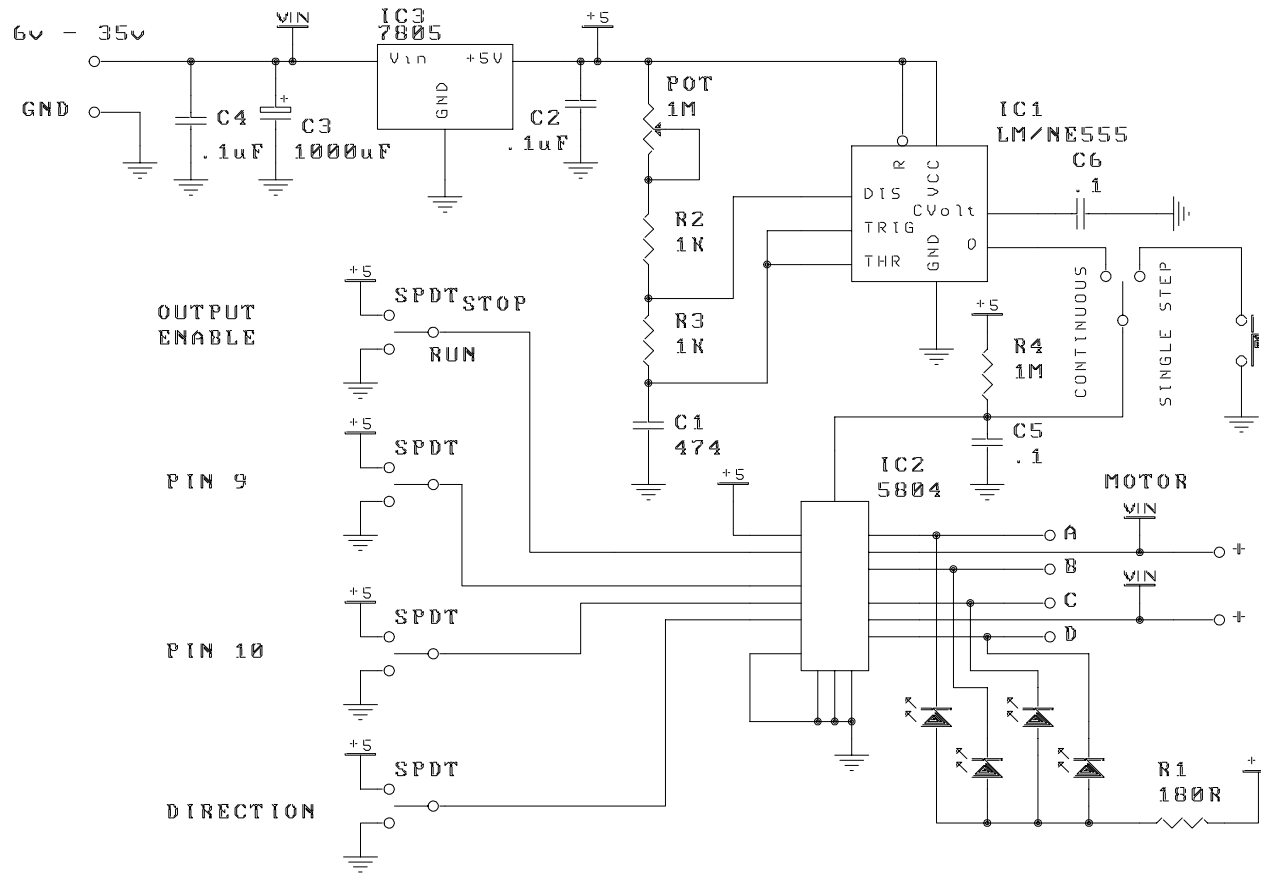 6v - 35v
VIN
IC3
7805
+5
Vin
+5V
GND
GND
C4
.1uF
+
C3
1000uF
C2
.1uF
POT
1M
IC1
LM/NE555
R
VCC
DIS
CVolt
TRIG
GND
O
THR
C6
.1
R2
1K
R3
1K
C1
474
+5
R4
1M
C5
.1
CONTINUOUS
SINGLE STEP
OUTPUT
ENABLE
+5
SPDT
STOP
RUN
PIN 9
+5
SPDT
PIN 10
+5
SPDT
DIRECTION
+5
SPDT
+5
IC2
5804
MOTOR
VIN
A
+
B
VIN
C
+
D
R1
180R
+